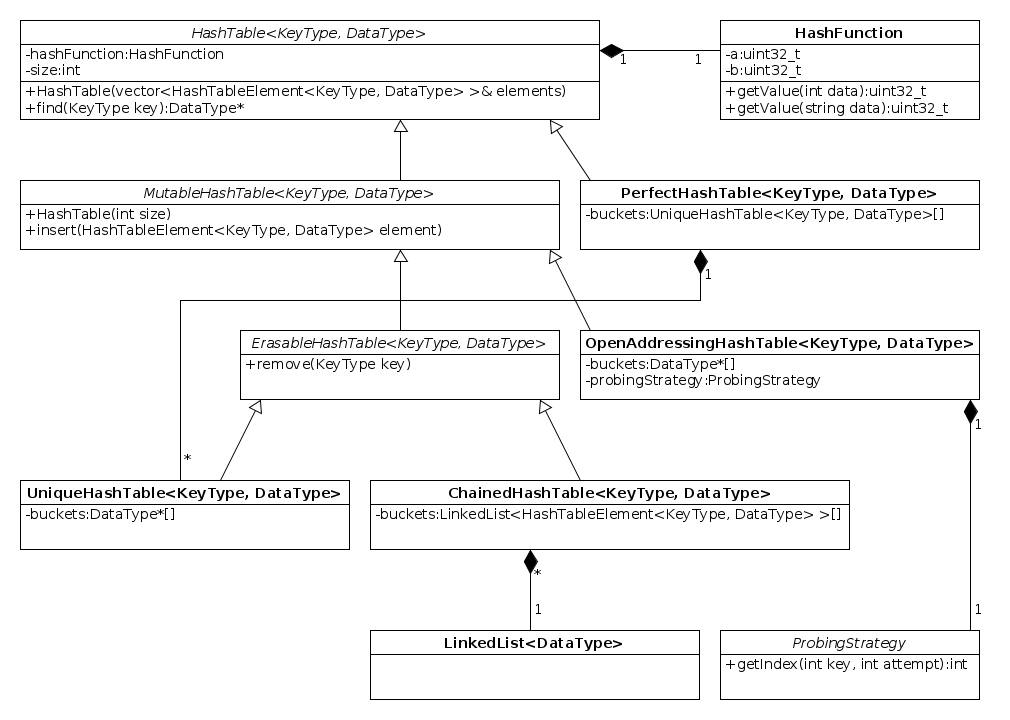 HashTable<KeyType, DataType>
-hashFunction:HashFunction
-size:int
+HashTable(vector<HashTableElement<KeyType, DataType> >& elements)
+find(KeyType key):DataType*
1
1
HashFunction
-a:uint32_t
-b:uint32_t
+getValue(int data):uint32_t
+getValue(string data):uint32_t
MutableHashTable<KeyType, DataType>
+HashTable(int size)
+insert(HashTableElement<KeyType, DataType> element)
PerfectHashTable<KeyType, DataType>
-buckets:UniqueHashTable<KeyType, DataType>[]
1
ErasableHashTable<KeyType, DataType>
+remove(KeyType key)
OpenAddressingHashTable<KeyType, DataType>
-buckets:DataType*[]
-probingStrategy:ProbingStrategy
1
*
UniqueHashTable<KeyType, DataType>
-buckets:DataType*[]
ChainedHashTable<KeyType, DataType>
-buckets:LinkedList<HashTableElement<KeyType, DataType> >[]
*
1
1
LinkedList<DataType>
ProbingStrategy
+getIndex(int key, int attempt):int